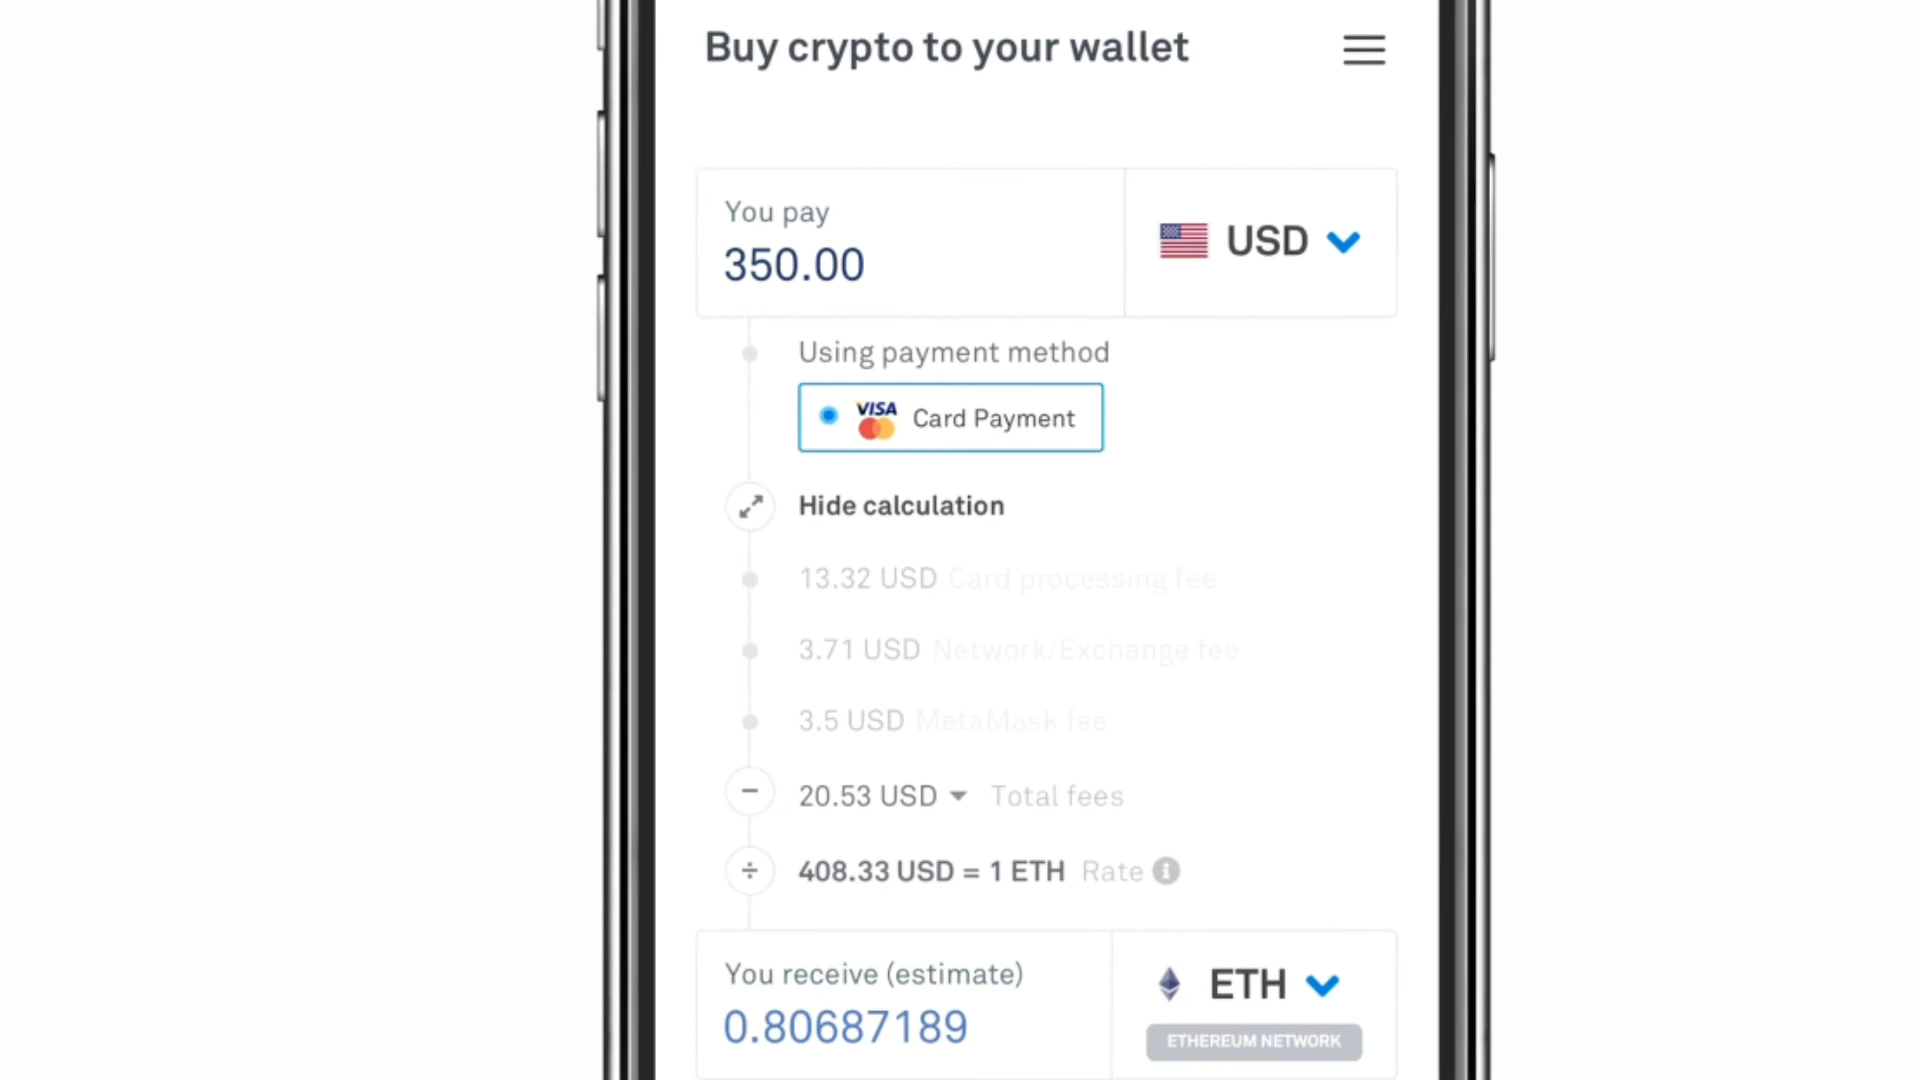 Buy crypto to your wallet
You pay
350.00
USD
Using payment method
VISA Card Payment
Hide calculation
13.32 USD Card processing fee
3.71 USD Network/Exchange fee
3.5 USD MetaMask fee
− 20.53 USD Total fees
÷ 408.33 USD = 1 ETH Rate i
You receive (estimate)
0.80687189
ETH
ETHEREUM NETWORK